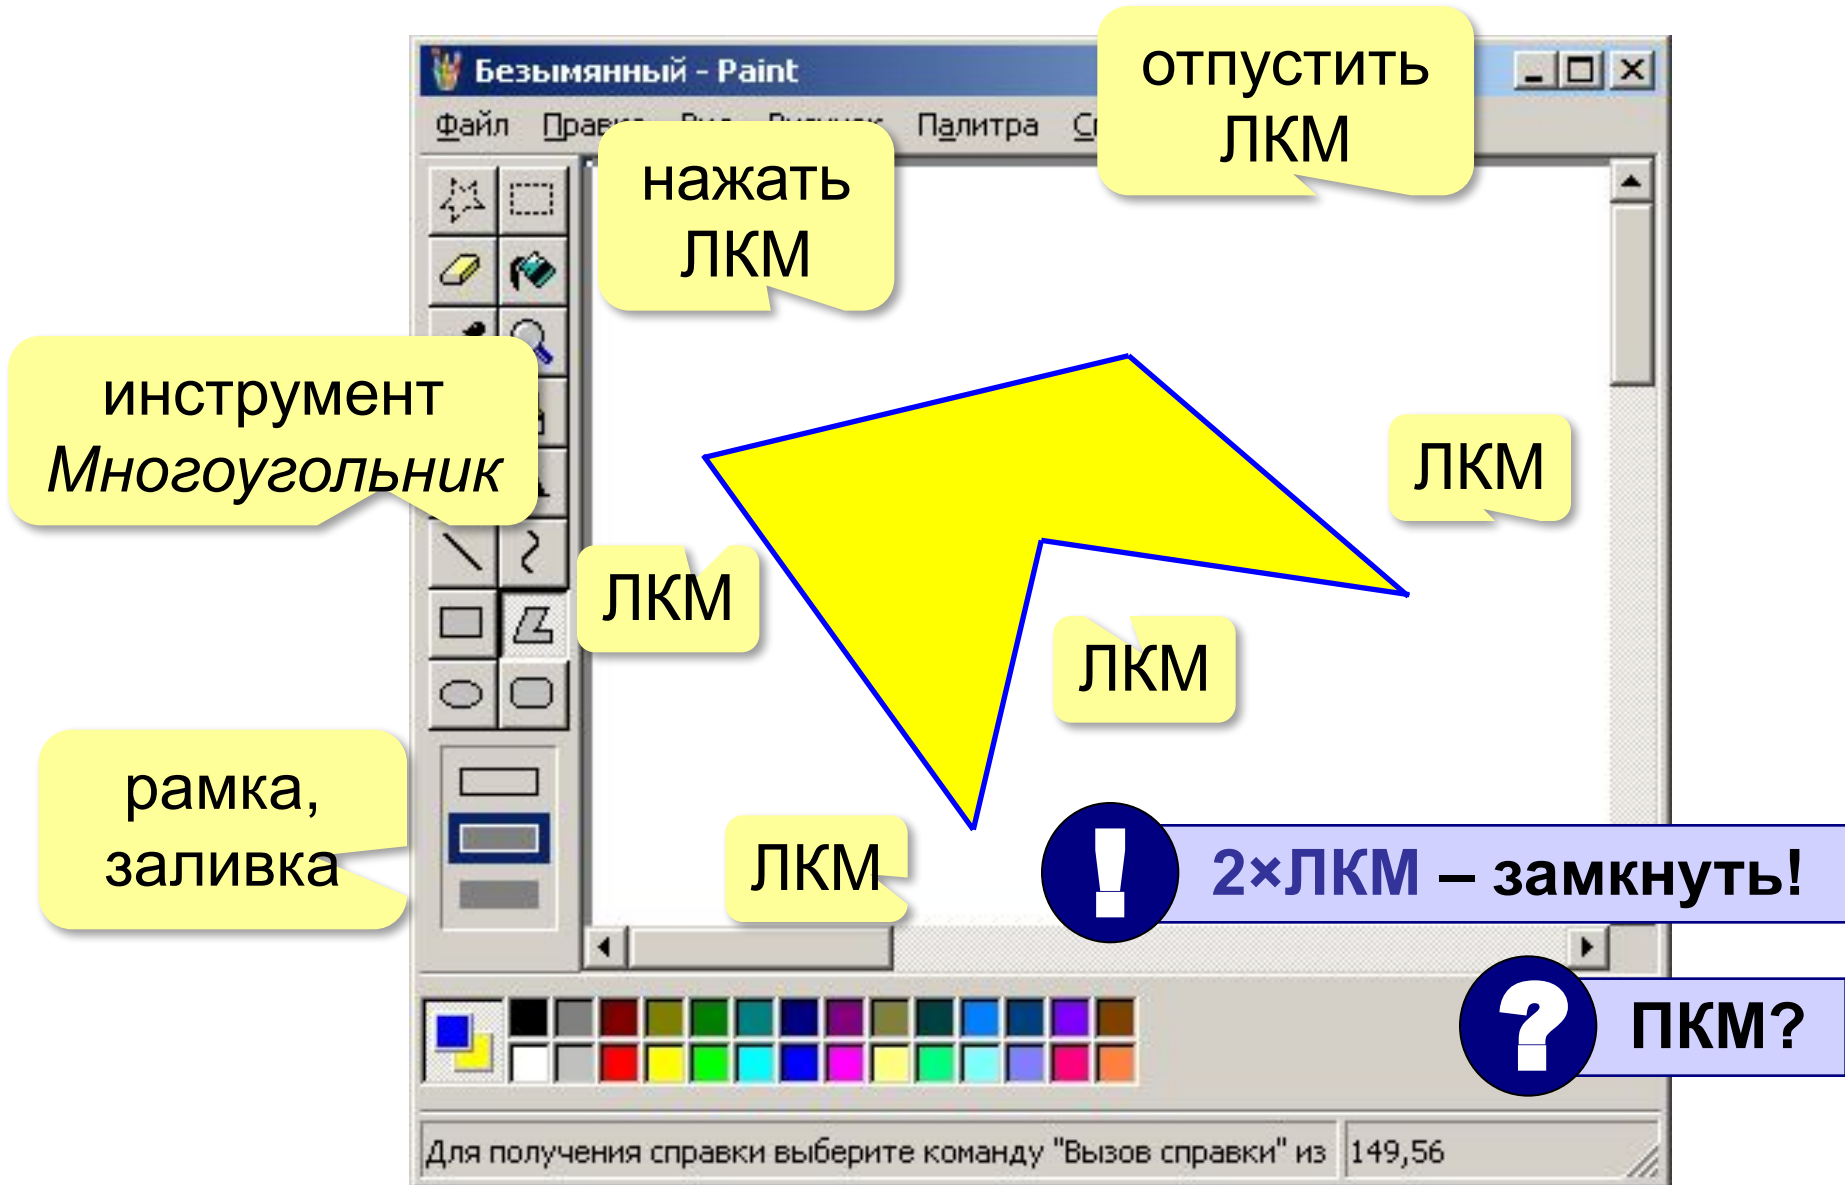 Безымянный - Paint
отпустить
ЛКМ
Файл
Палитра
нажать
ЛКМ
инструмент
Многоугольник
ЛКМ
ЛКМ
ЛКМ
рамка,
заливка
ЛКМ
! 2×ЛКМ – замкнуть!
? ПКМ?
Для получения справки выберите команду "Вызов справки" из
149,56